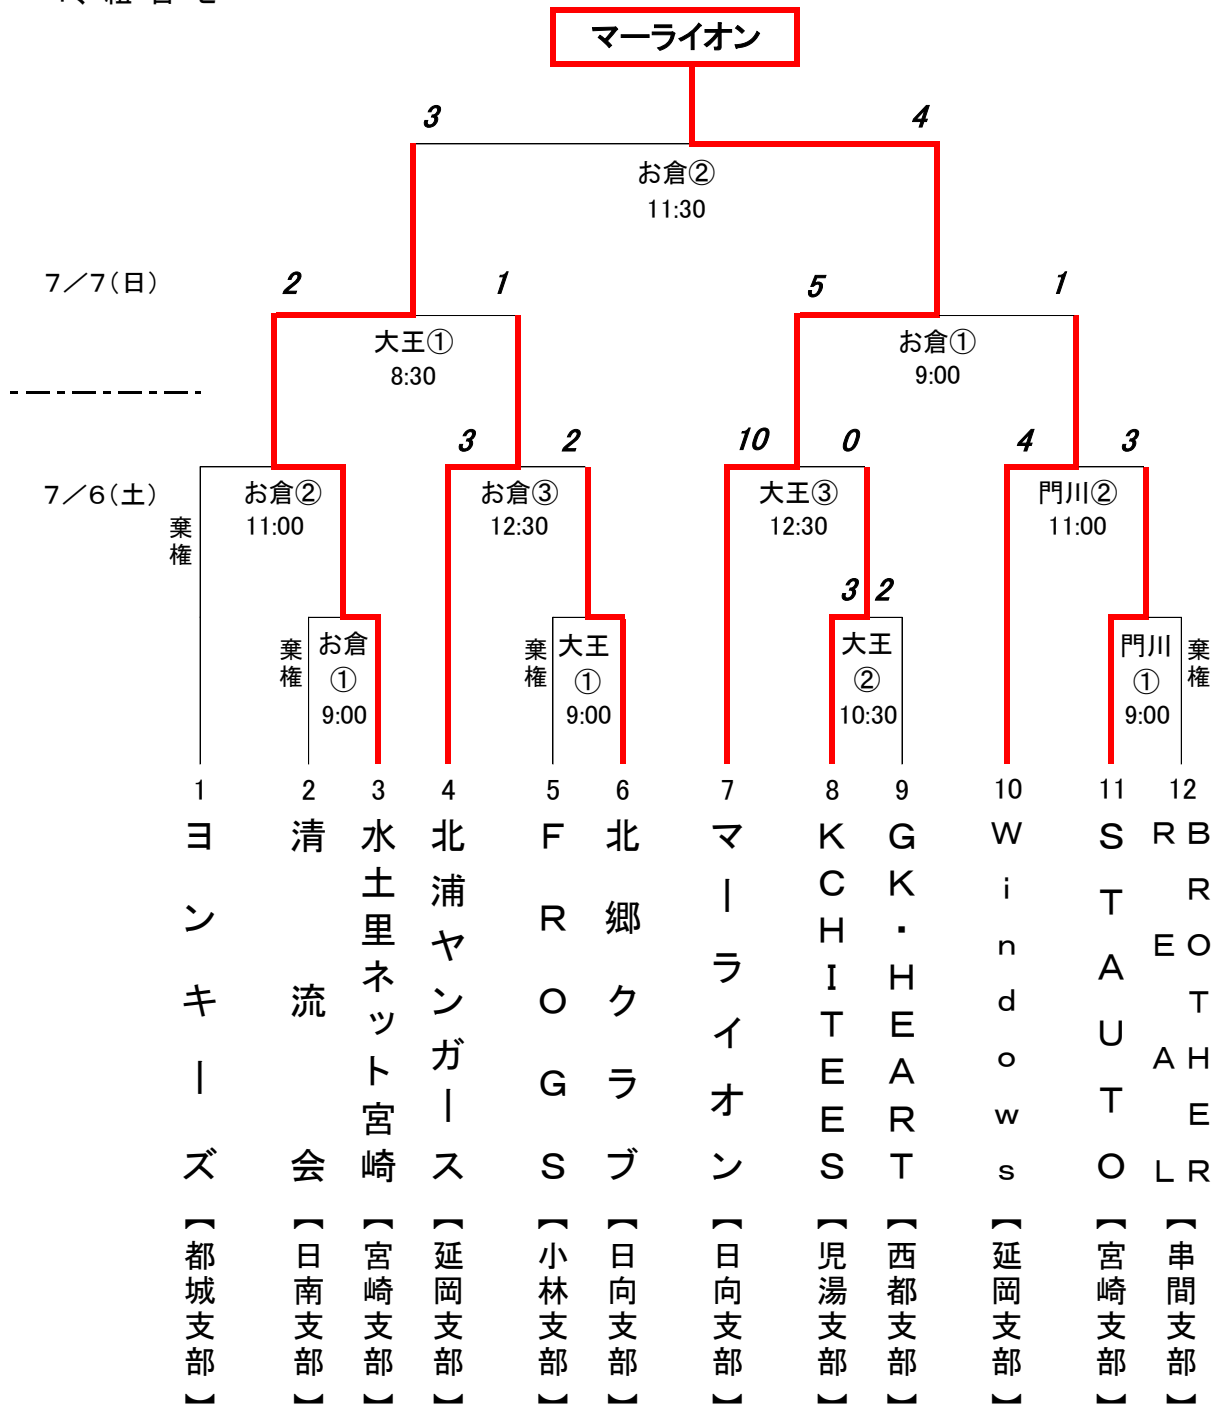 マーライオン
3 4
お倉②
11:30
7／7(日)
2 1 5 1
大王① お倉①
8:30 9:00
3 2 10 0 4 3
7／6(土)
お倉② お倉③ 大王③ 門川②
11:00 12:30 12:30 11:00
棄権
3 2
棄権 お倉① 9:00
棄権 大王① 9:00
大王② 10:30
門川① 9:00 棄権
1 2 3 4 5 6 7 8 9 10 11 12
ヨンキーズ
清流会
水土里ネット宮崎
北浦ヤンガース
FROGS
北郷クラブ
マーライオン
KCHITEES
GK・HEART
Windows
STAUTO
REAL BROTHER
【都城支部】
【日南支部】
【宮崎支部】
【延岡支部】
【小林支部】
【日向支部】
【日向支部】
【児湯支部】
【西都支部】
【延岡支部】
【宮崎支部】
【串間支部】